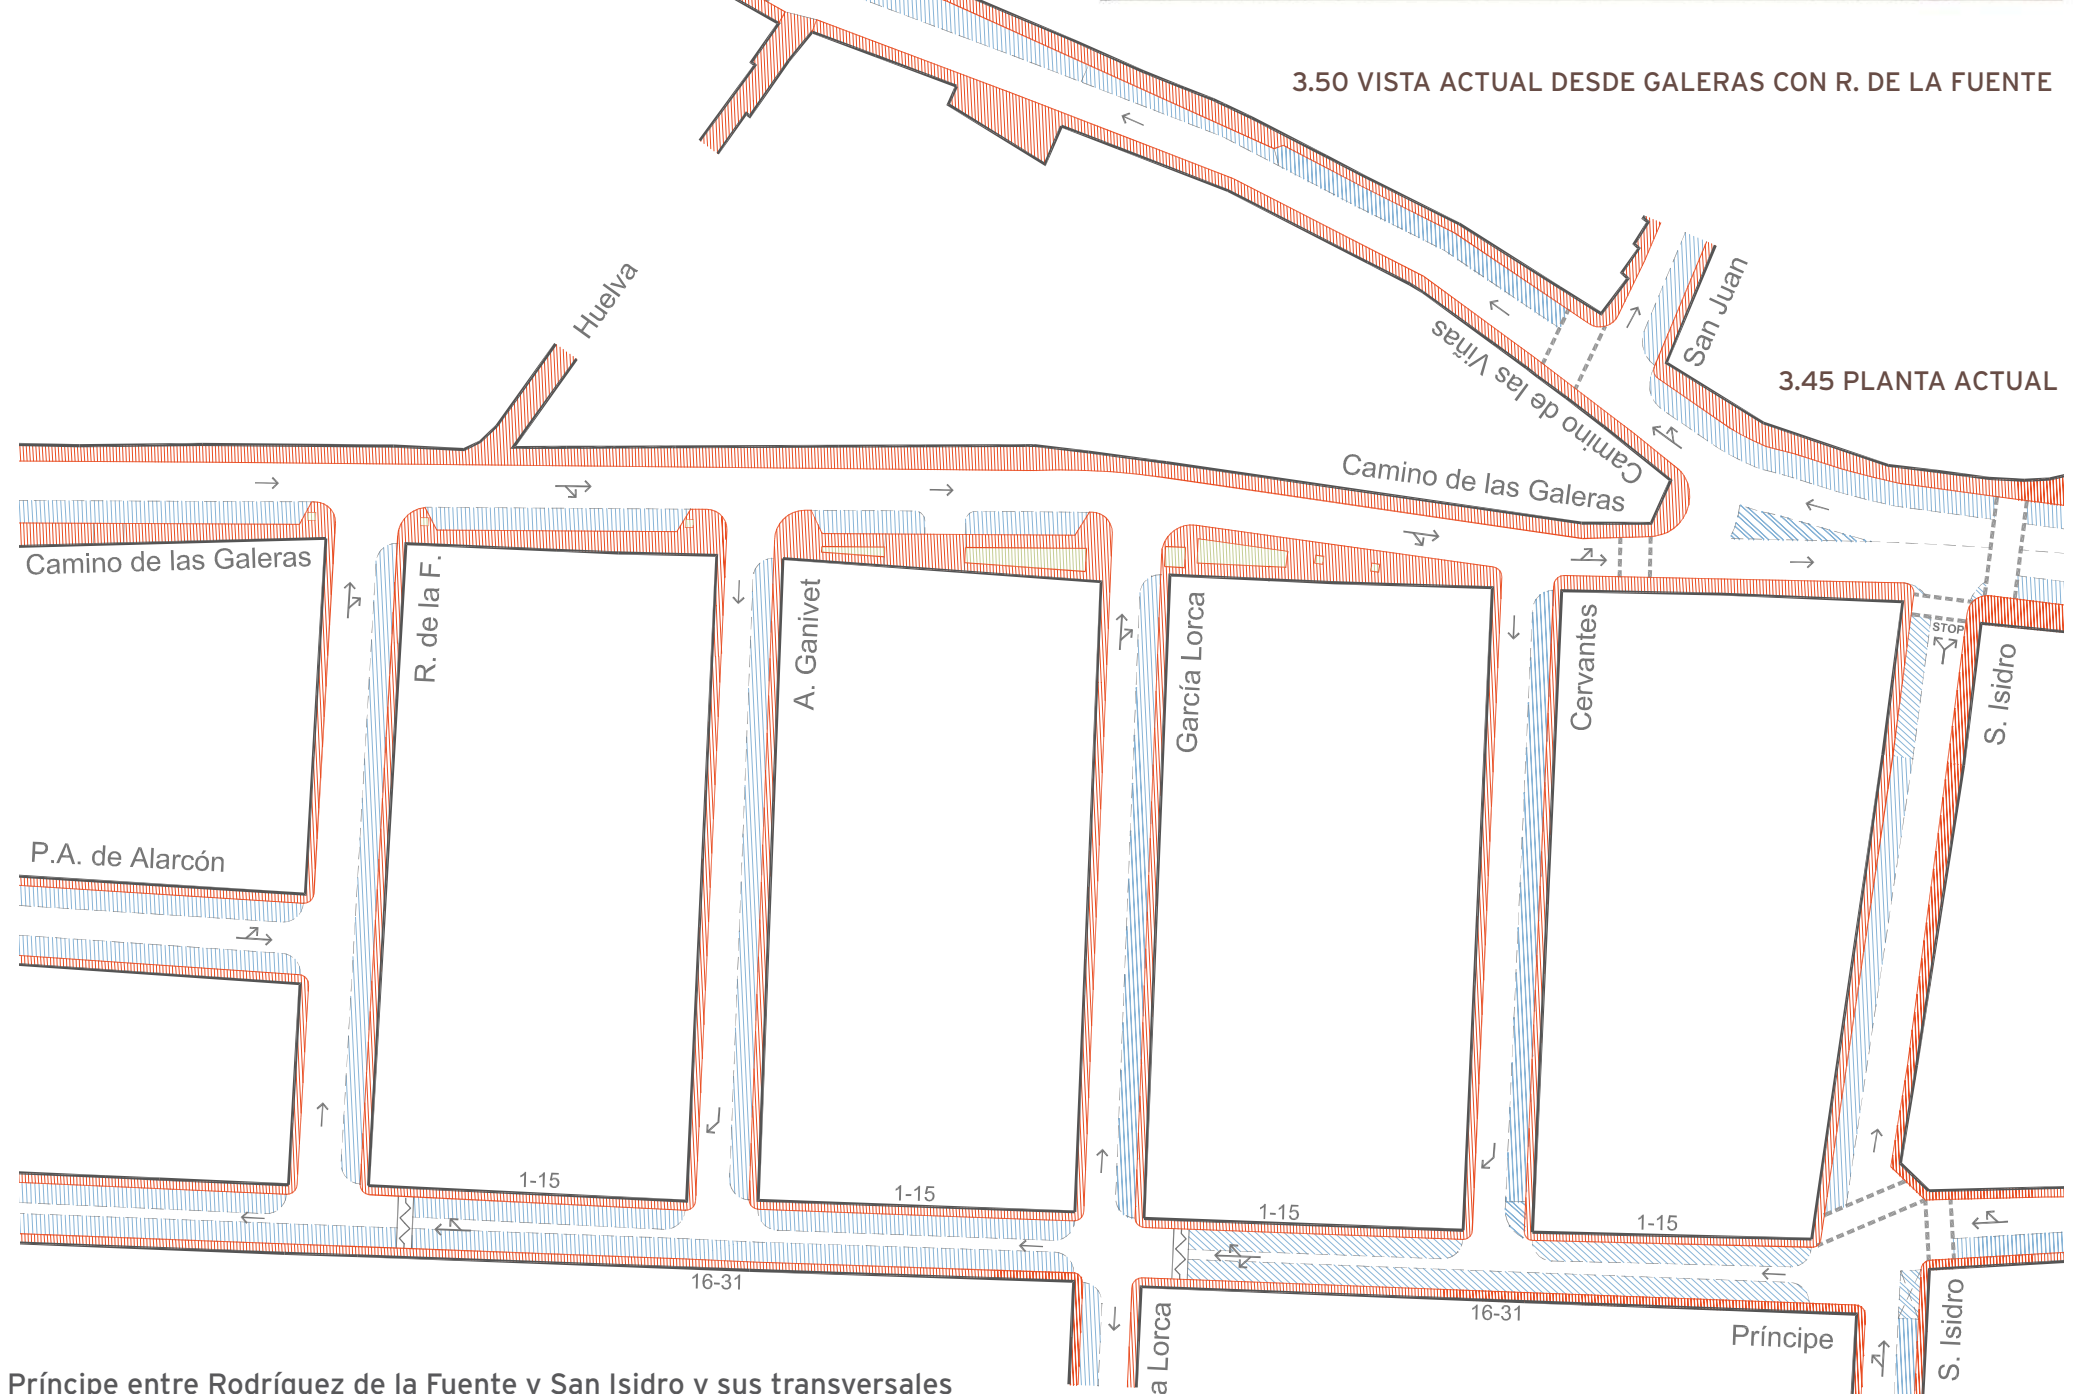 3.50 VISTA ACTUAL DESDE GALERAS CON R. DE LA FUENTE
Huelva
San Juan
Camino de las Viñas
3.45 PLANTA ACTUAL
Camino de las Galeras
Camino de las Galeras
R. de la F.
A. Ganivet
García Lorca
Cervantes
STOP
S. Isidro
P.A. de Alarcón
1-15
1-15
1-15
1-15
16-31
16-31
Príncipe
a Lorca
S. Isidro
Príncipe entre Rodríguez de la Fuente y San Isidro y sus transversales